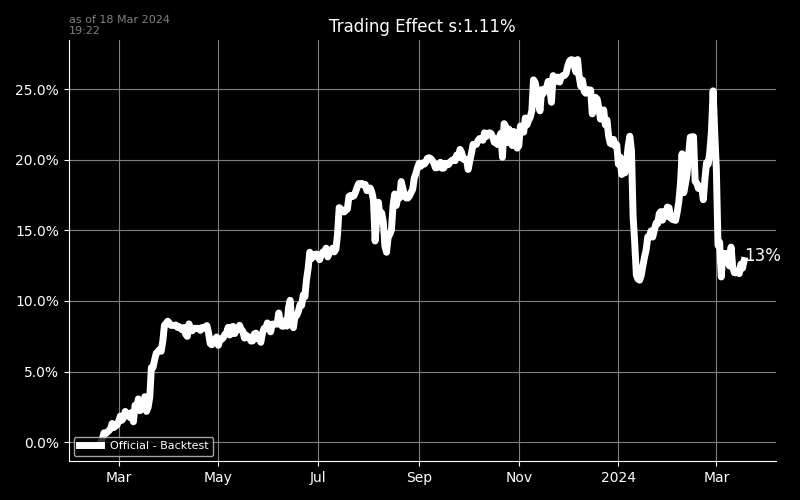 as of 18 Mar 2024
19:22
Trading Effect s:1.11%
25.0%
20.0%
15.0%
10.0%
5.0%
0.0%
13%
Official - Backtest
Mar May Jul Sep Nov 2024 Mar